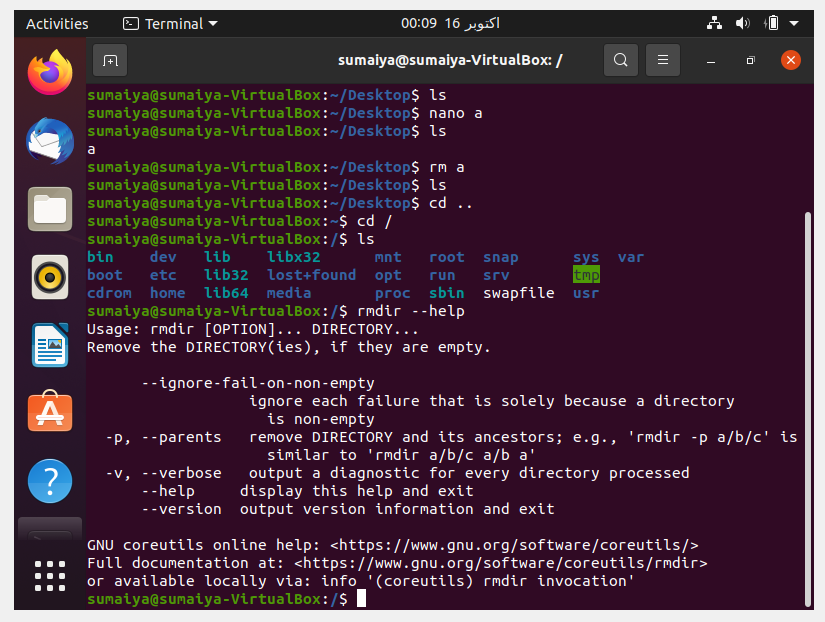 Activities Terminal 00:09 16 اكتوبر
sumaiya@sumaiya-VirtualBox: /
sumaiya@sumaiya-VirtualBox:~/Desktop$ ls
sumaiya@sumaiya-VirtualBox:~/Desktop$ nano a
sumaiya@sumaiya-VirtualBox:~/Desktop$ ls
a
sumaiya@sumaiya-VirtualBox:~/Desktop$ rm a
sumaiya@sumaiya-VirtualBox:~/Desktop$ ls
sumaiya@sumaiya-VirtualBox:~/Desktop$ cd ..
sumaiya@sumaiya-VirtualBox:~$ cd /
sumaiya@sumaiya-VirtualBox:/$ ls
bin dev lib libx32 mnt root snap sys var
boot etc lib32 lost+found opt run srv tmp
cdrom home lib64 media proc sbin swapfile usr
sumaiya@sumaiya-VirtualBox:/$ rmdir --help
Usage: rmdir [OPTION]... DIRECTORY...
Remove the DIRECTORY(ies), if they are empty.
--ignore-fail-on-non-empty
ignore each failure that is solely because a directory
is non-empty
-p, --parents remove DIRECTORY and its ancestors; e.g., 'rmdir -p a/b/c' is
similar to 'rmdir a/b/c a/b a'
-v, --verbose output a diagnostic for every directory processed
--help display this help and exit
--version output version information and exit
GNU coreutils online help: <https://www.gnu.org/software/coreutils/>
Full documentation at: <https://www.gnu.org/software/coreutils/rmdir>
or available locally via: info '(coreutils) rmdir invocation'
sumaiya@sumaiya-VirtualBox:/$